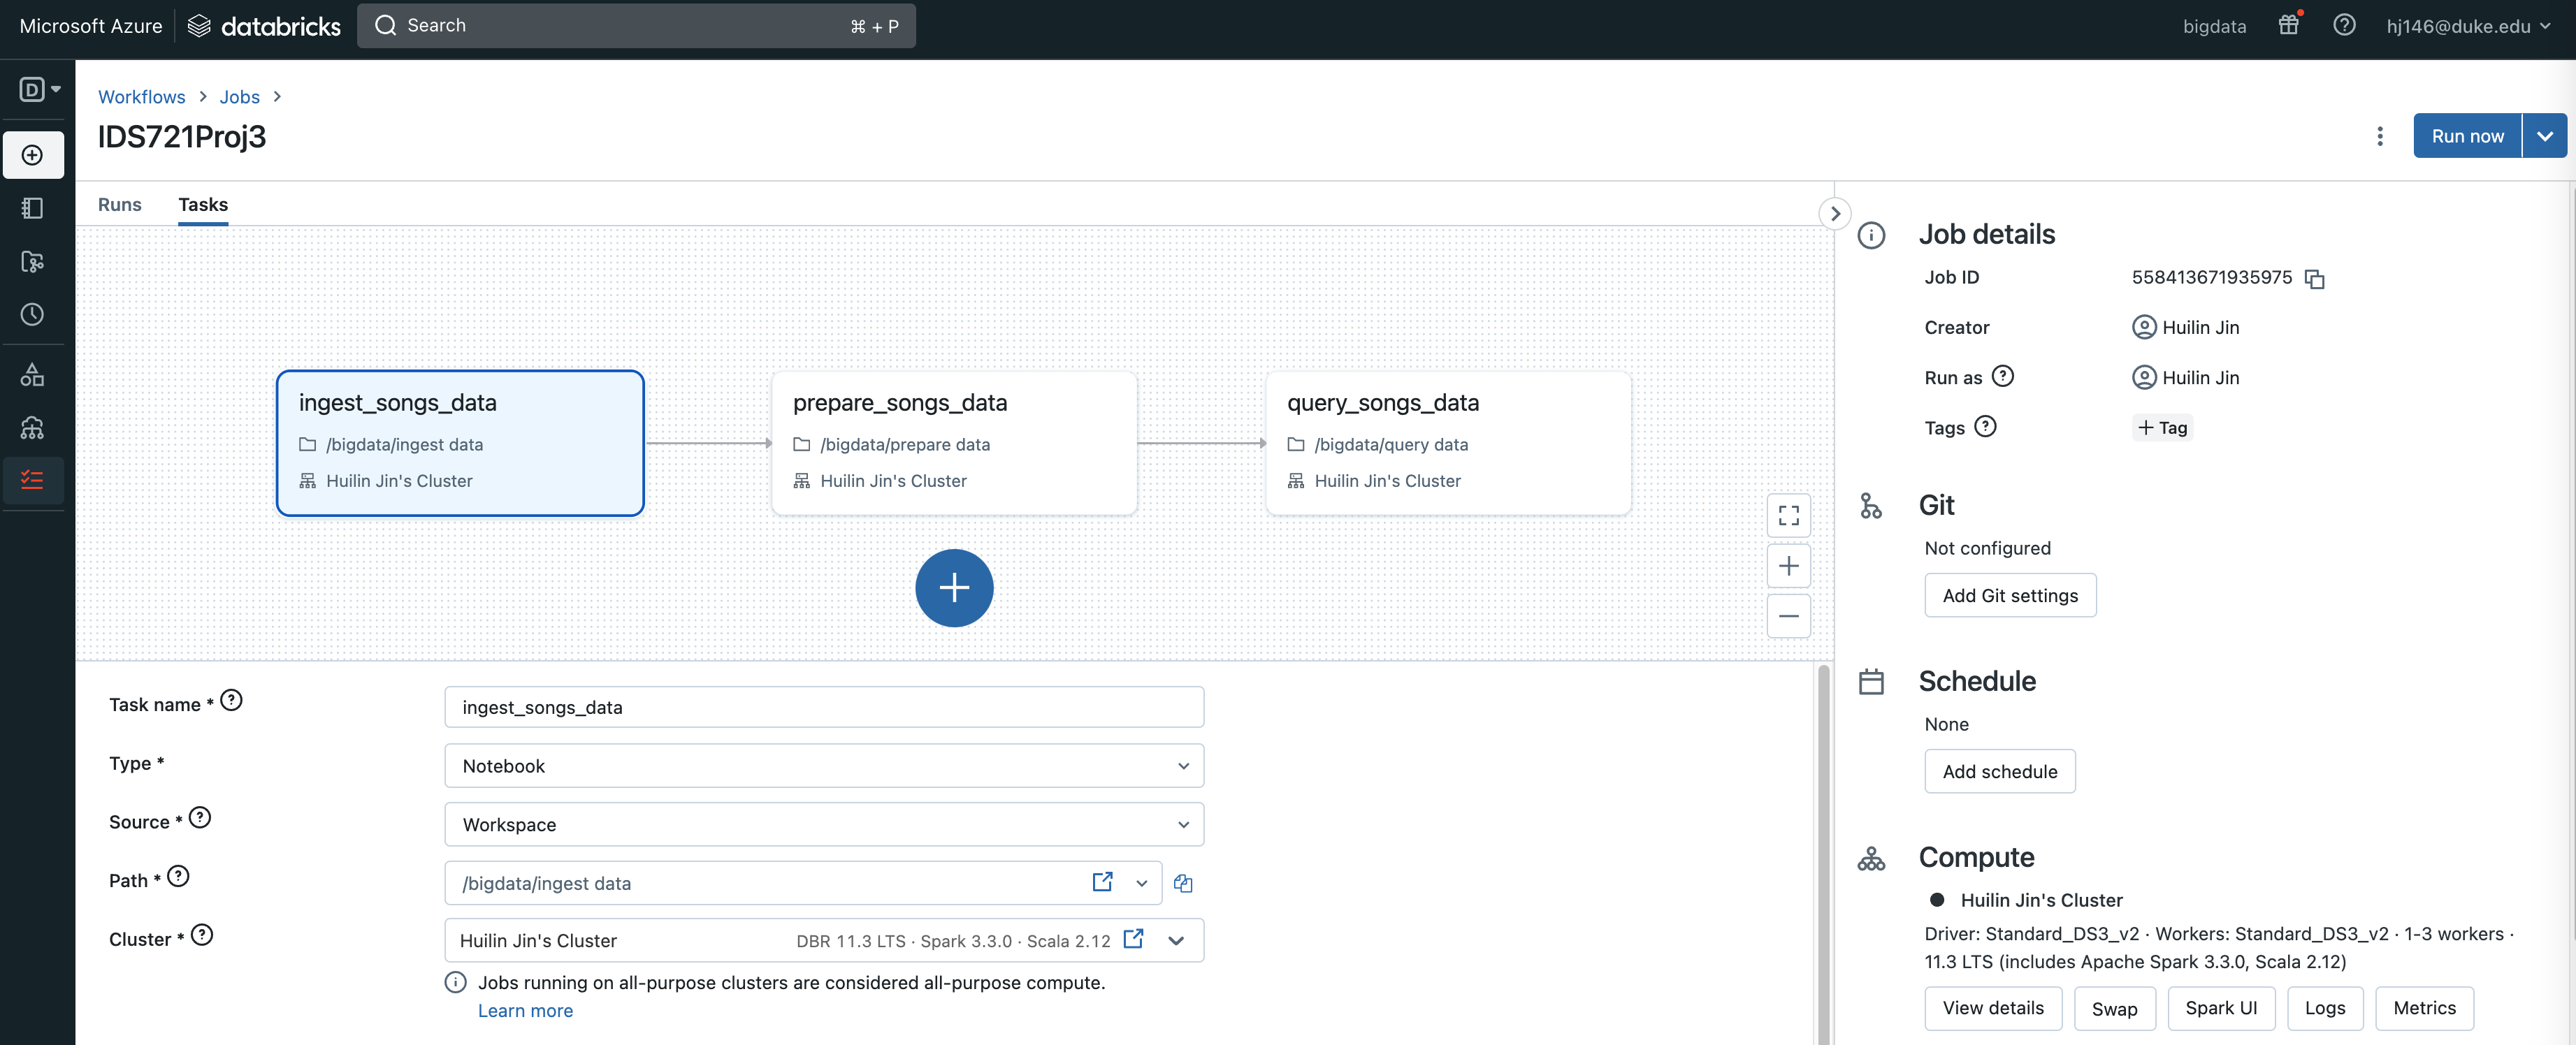 Microsoft Azure databricks Search ⌘ + P bigdata hj146@duke.edu
D
Workflows > Jobs >
IDS721Proj3
Run now
Runs Tasks
ingest_songs_data
/bigdata/ingest data
Huilin Jin's Cluster
prepare_songs_data
/bigdata/prepare data
Huilin Jin's Cluster
query_songs_data
/bigdata/query data
Huilin Jin's Cluster
Task name * ingest_songs_data
Type * Notebook
Source * Workspace
Path * /bigdata/ingest data
Cluster * Huilin Jin's Cluster DBR 11.3 LTS · Spark 3.3.0 · Scala 2.12
Jobs running on all-purpose clusters are considered all-purpose compute.
Learn more
Job details
Job ID 558413671935975
Creator Huilin Jin
Run as Huilin Jin
Tags + Tag
Git
Not configured
Add Git settings
Schedule
None
Add schedule
Compute
Huilin Jin's Cluster
Driver: Standard_DS3_v2 · Workers: Standard_DS3_v2 · 1-3 workers ·
11.3 LTS (includes Apache Spark 3.3.0, Scala 2.12)
View details Swap Spark UI Logs Metrics